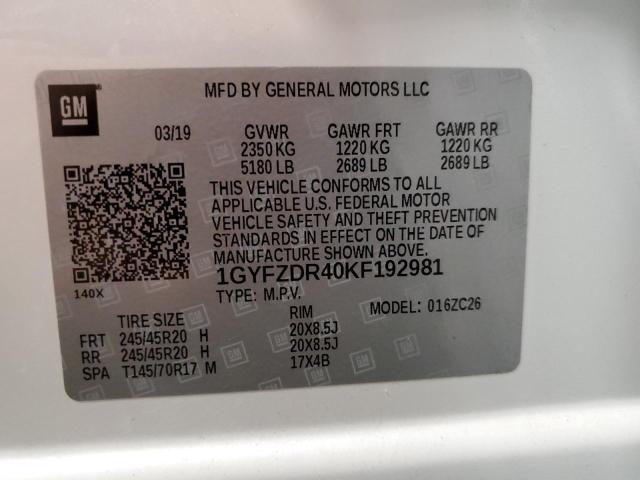 GM
MFD BY GENERAL MOTORS LLC
03/19 GVWR GAWR FRT GAWR RR
2350 KG 1220 KG 1220 KG
5180 LB 2689 LB 2689 LB
THIS VEHICLE CONFORMS TO ALL
APPLICABLE U.S. FEDERAL MOTOR
VEHICLE SAFETY AND THEFT PREVENTION
STANDARDS IN EFFECT ON THE DATE OF
MANUFACTURE SHOWN ABOVE.
140X
1GYFZDR40KF192981
TYPE: M.P.V. MODEL: 016ZC26
TIRE SIZE RIM
FRT 245/45R20 H 20X8.5J
RR 245/45R20 H 20X8.5J
SPA T145/70R17 M 17X4B